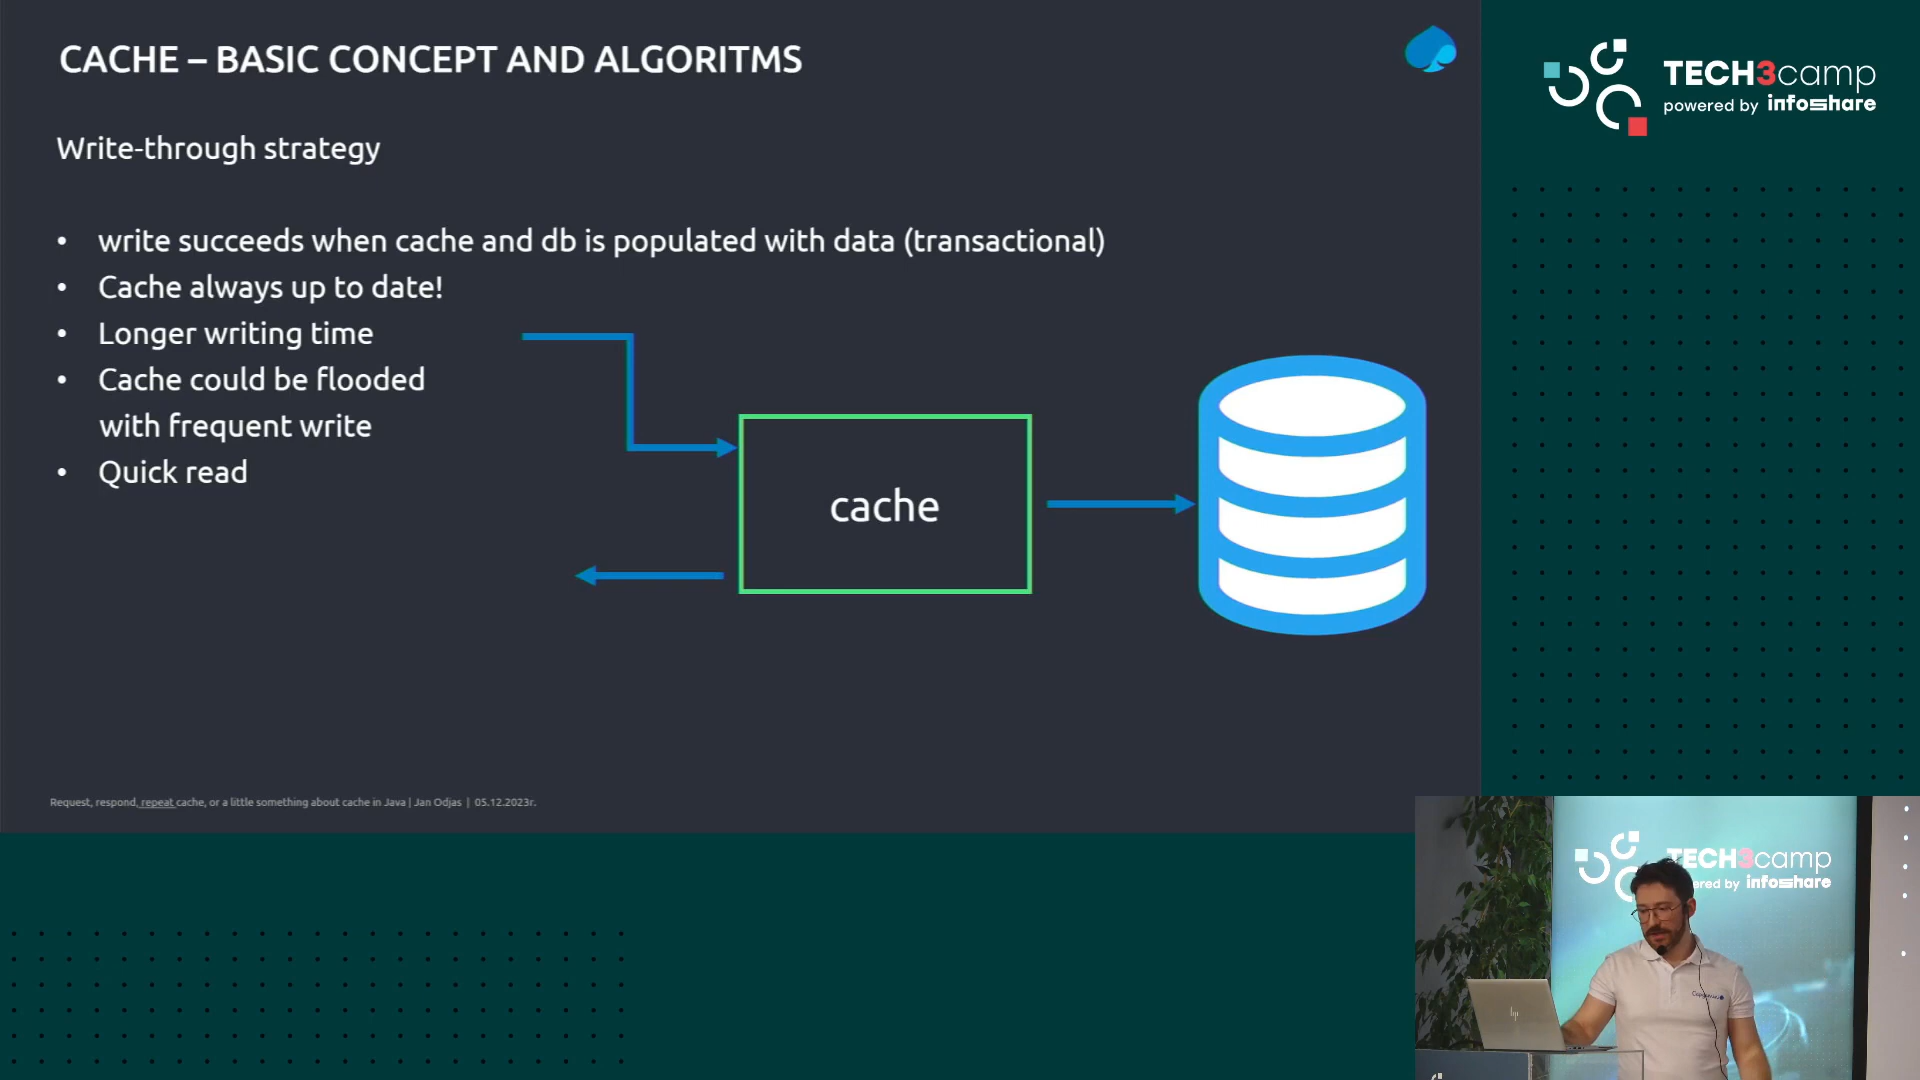 CACHE – BASIC CONCEPT AND ALGORITMS
Write-through strategy
• write succeeds when cache and db is populated with data (transactional)
• Cache always up to date!
• Longer writing time
• Cache could be flooded
with frequent write
• Quick read
cache
Request, respond, repeat cache, or a little something about cache in Java | Jan Odjas | 05.12.2023r.
TECH3camp
powered by infoshare
TECH3camp
ered by infoshare
hp